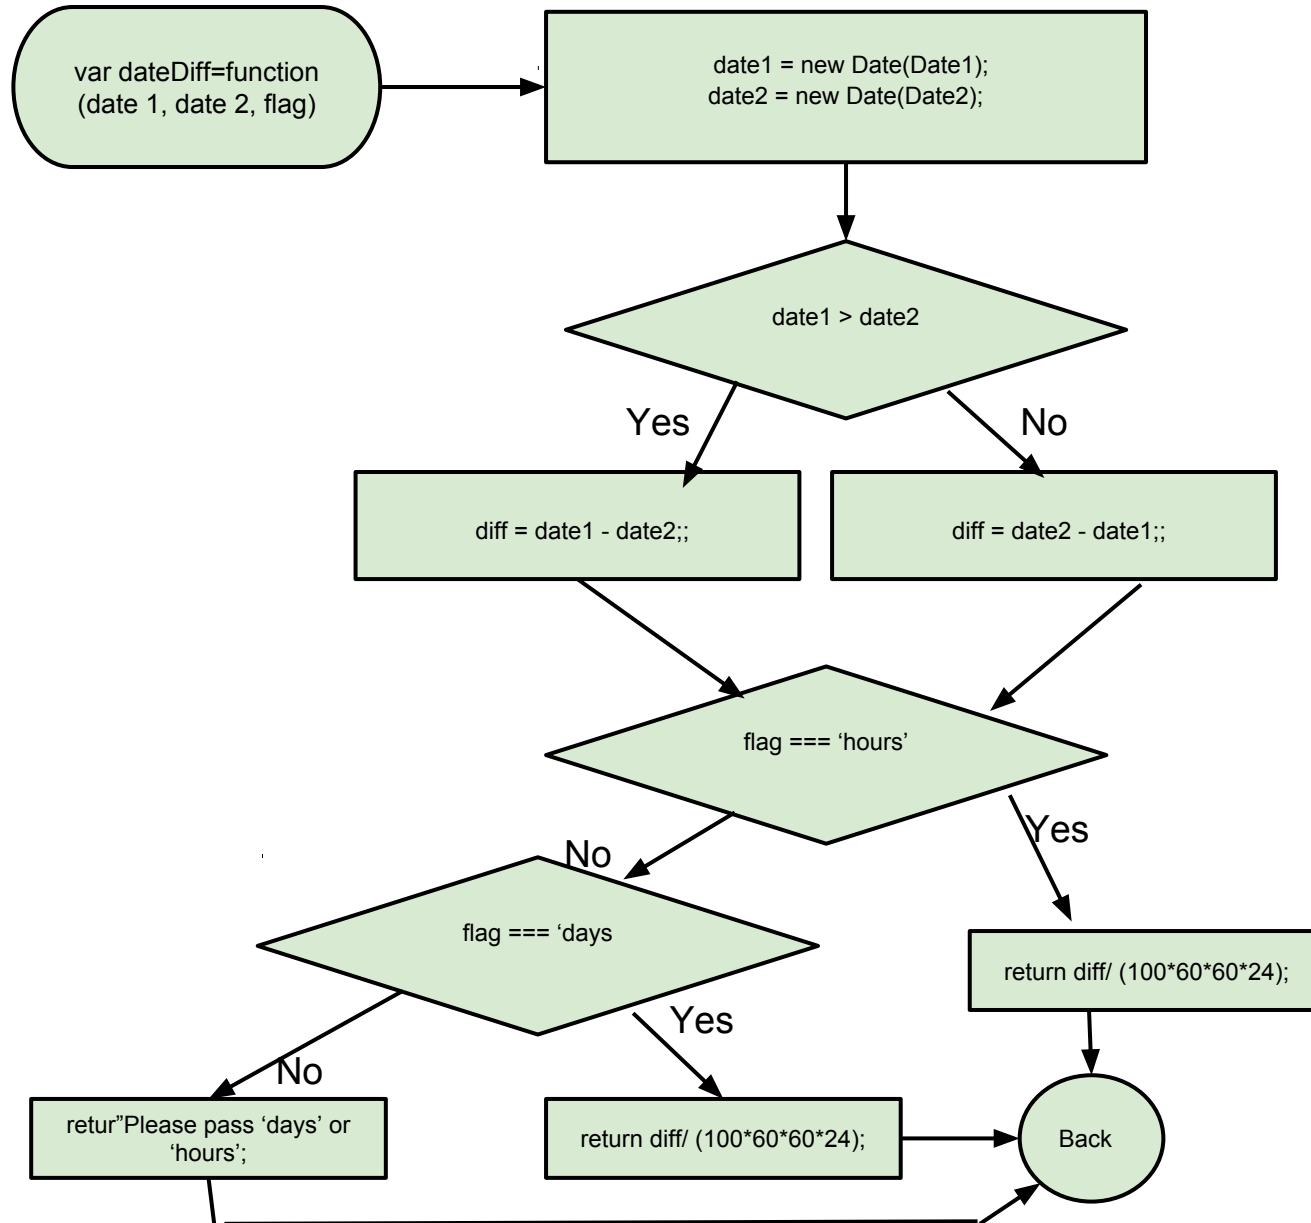 var dateDiff=function
(date 1, date 2, flag)
date1 = new Date(Date1);
date2 = new Date(Date2);
date1 > date2
Yes
No
diff = date1 - date2;;
diff = date2 - date1;;
flag === ‘hours’
No
Yes
flag === ‘days
return diff/ (100*60*60*24);
Yes
No
retur”Please pass ‘days’ or
‘hours’;
return diff/ (100*60*60*24);
Back